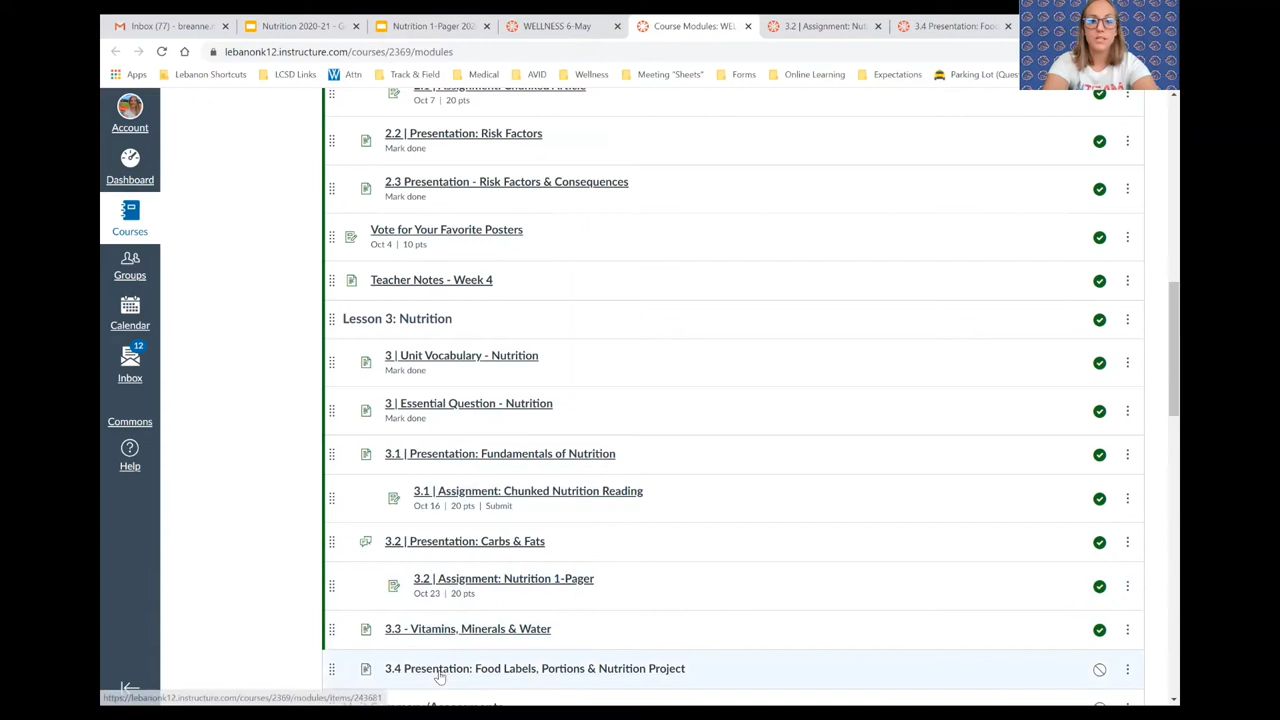 Inbox (77) - breanne.
Nutrition 2020-21 - G
Nutrition 1-Pager 202
WELLNESS 6-May
Course Modules: WEL
3.2 | Assignment: Nut
3.4 Presentation: Foo
lebanonk12.instructure.com/courses/2369/modules
Apps
Lebanon Shortcuts
LCSD Links
Attn
Track & Field
Medical
AVID
Wellness
Meeting "Sheets"
Forms
Online Learning
Expectations
Parking Lot (Ques
Account
Dashboard
Courses
Groups
Calendar
12
Inbox
Commons
Help
2.1 | Assignment: Chunked Article
Oct 7 | 20 pts
2.2 | Presentation: Risk Factors
Mark done
2.3 Presentation - Risk Factors & Consequences
Mark done
Vote for Your Favorite Posters
Oct 4 | 10 pts
Teacher Notes - Week 4
Lesson 3: Nutrition
3 | Unit Vocabulary - Nutrition
Mark done
3 | Essential Question - Nutrition
Mark done
3.1 | Presentation: Fundamentals of Nutrition
3.1 | Assignment: Chunked Nutrition Reading
Oct 16 | 20 pts | Submit
3.2 | Presentation: Carbs & Fats
3.2 | Assignment: Nutrition 1-Pager
Oct 23 | 20 pts
3.3 - Vitamins, Minerals & Water
3.4 Presentation: Food Labels, Portions & Nutrition Project
https://lebanonk12.instructure.com/courses/2369/modules/items/243681